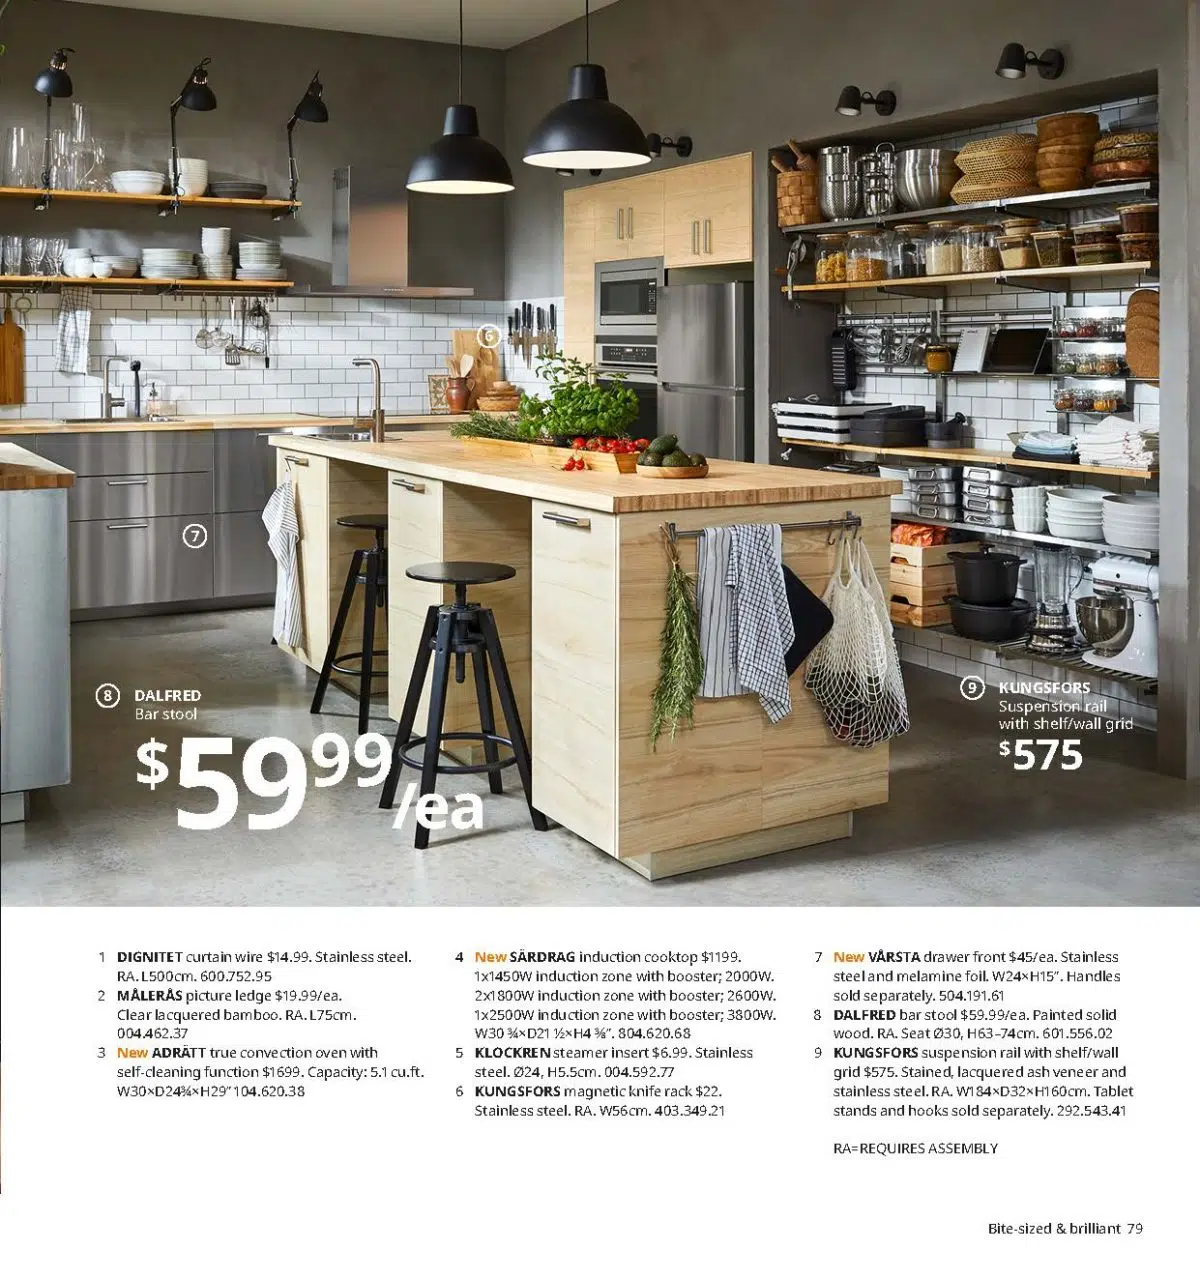 6
7
8 DALFRED
Bar stool
$5999/ea
9 KUNGSFORS
Suspension rail
with shelf/wall grid
$575
1 DIGNITET curtain wire $14.99. Stainless steel.
RA. L500cm. 600.752.95
2 MÅLERÅS picture ledge $19.99/ea.
Clear lacquered bamboo. RA. L75cm.
004.462.37
3 New ADRÄTT true convection oven with
self-cleaning function $1699. Capacity: 5.1 cu.ft.
W30×D24¾×H29” 104.620.38
4 New SÄRDRAG induction cooktop $1199.
1x1450W induction zone with booster; 2000W.
2x1800W induction zone with booster; 2600W.
1x2500W induction zone with booster; 3800W.
W30 ¾×D21 ½×H4 ⅜”. 804.620.68
5 KLOCKREN steamer insert $6.99. Stainless
steel. Ø24, H5.5cm. 004.592.77
6 KUNGSFORS magnetic knife rack $22.
Stainless steel. RA. W56cm. 403.349.21
7 New VÅRSTA drawer front $45/ea. Stainless
steel and melamine foil. W24×H15”. Handles
sold separately. 504.191.61
8 DALFRED bar stool $59.99/ea. Painted solid
wood. RA. Seat Ø30, H63–74cm. 601.556.02
9 KUNGSFORS suspension rail with shelf/wall
grid $575. Stained, lacquered ash veneer and
stainless steel. RA. W184×D32×H160cm. Tablet
stands and hooks sold separately. 292.543.41
RA=REQUIRES ASSEMBLY
Bite-sized & brilliant 79